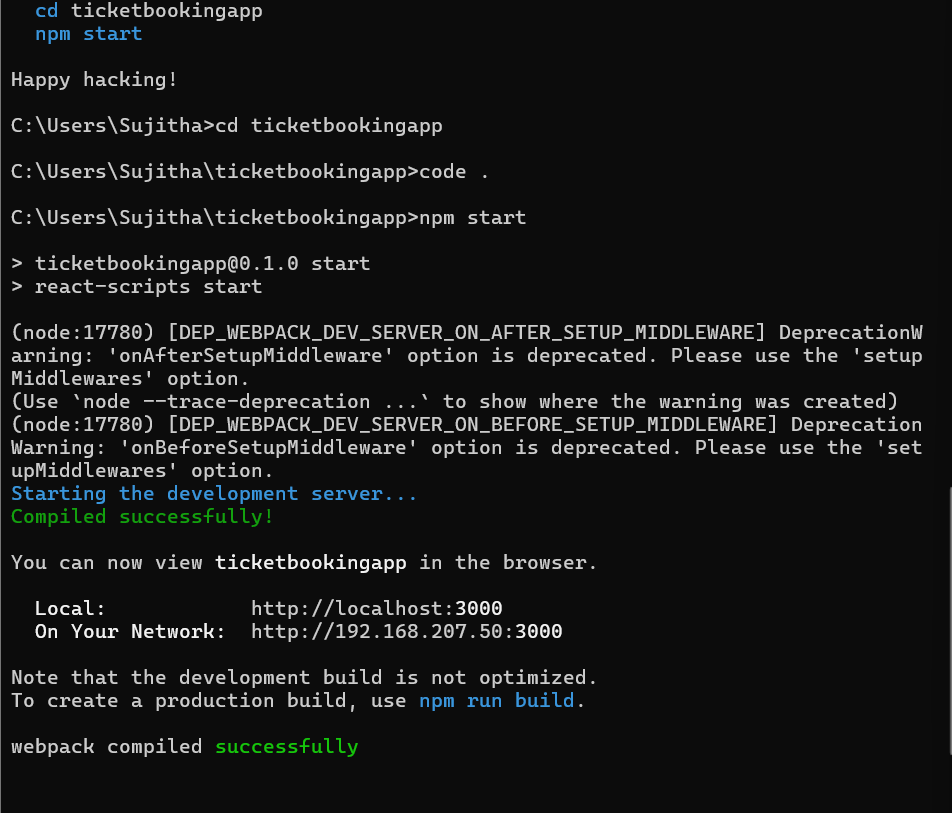 cd ticketbookingapp
npm start
Happy hacking!
C:\Users\Sujitha>cd ticketbookingapp
C:\Users\Sujitha\ticketbookingapp>code .
C:\Users\Sujitha\ticketbookingapp>npm start
> ticketbookingapp@0.1.0 start
> react-scripts start
(node:17780) [DEP_WEBPACK_DEV_SERVER_ON_AFTER_SETUP_MIDDLEWARE] DeprecationW
arning: 'onAfterSetupMiddleware' option is deprecated. Please use the 'setup
Middlewares' option.
(Use `node --trace-deprecation ...` to show where the warning was created)
(node:17780) [DEP_WEBPACK_DEV_SERVER_ON_BEFORE_SETUP_MIDDLEWARE] Deprecation
Warning: 'onBeforeSetupMiddleware' option is deprecated. Please use the 'set
upMiddlewares' option.
Starting the development server...
Compiled successfully!
You can now view ticketbookingapp in the browser.
Local: http://localhost:3000
On Your Network: http://192.168.207.50:3000
Note that the development build is not optimized.
To create a production build, use npm run build.
webpack compiled successfully